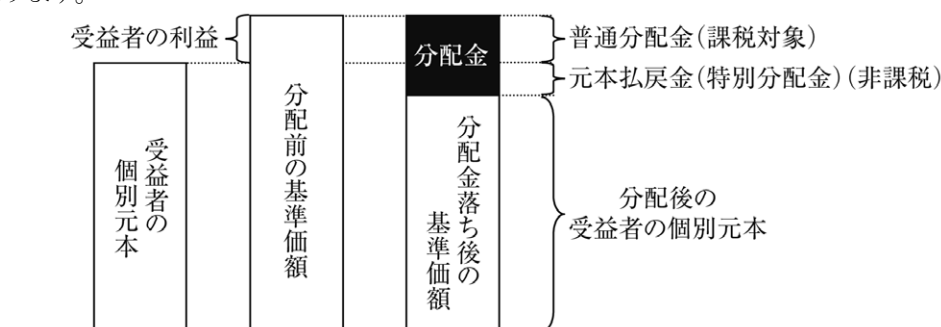 ります。
受益者の利益
分配金
普通分配金(課税対象)
元本払戻金(特別分配金)(非課税)
受益者の
個別元本
分配前の基準価額
分配金落ち後の
基準価額
分配後の
受益者の個別元本